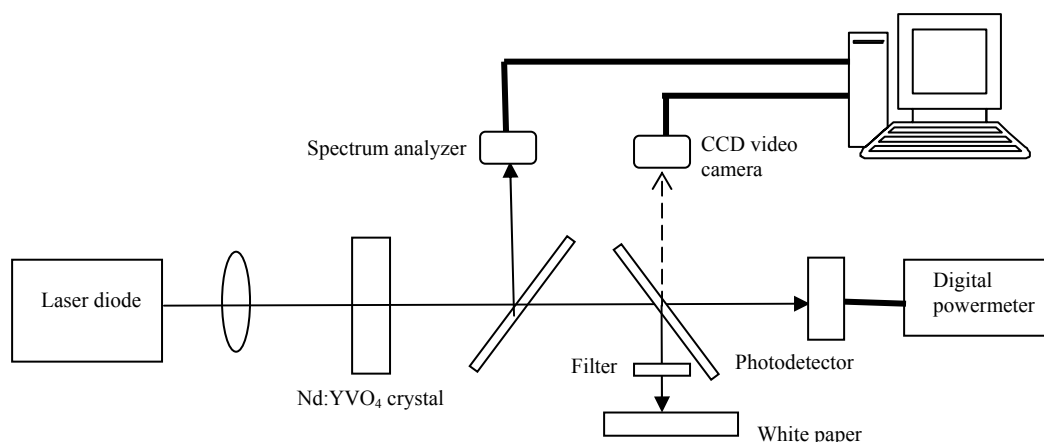 Spectrum analyzer
CCD video
camera
Laser diode
Digital
powermeter
Filter
Photodetector
Nd:YVO₄ crystal
White paper